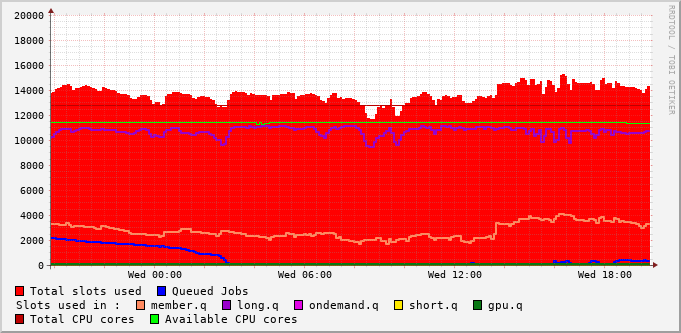 20000
18000
16000
14000
12000
10000
8000
6000
4000
2000
0
Wed 00:00 Wed 06:00 Wed 12:00 Wed 18:00
RRDTOOL / TOBI OETIKER
Total slots used Queued Jobs
Slots used in : member.q long.q ondemand.q short.q gpu.q
Total CPU cores Available CPU cores